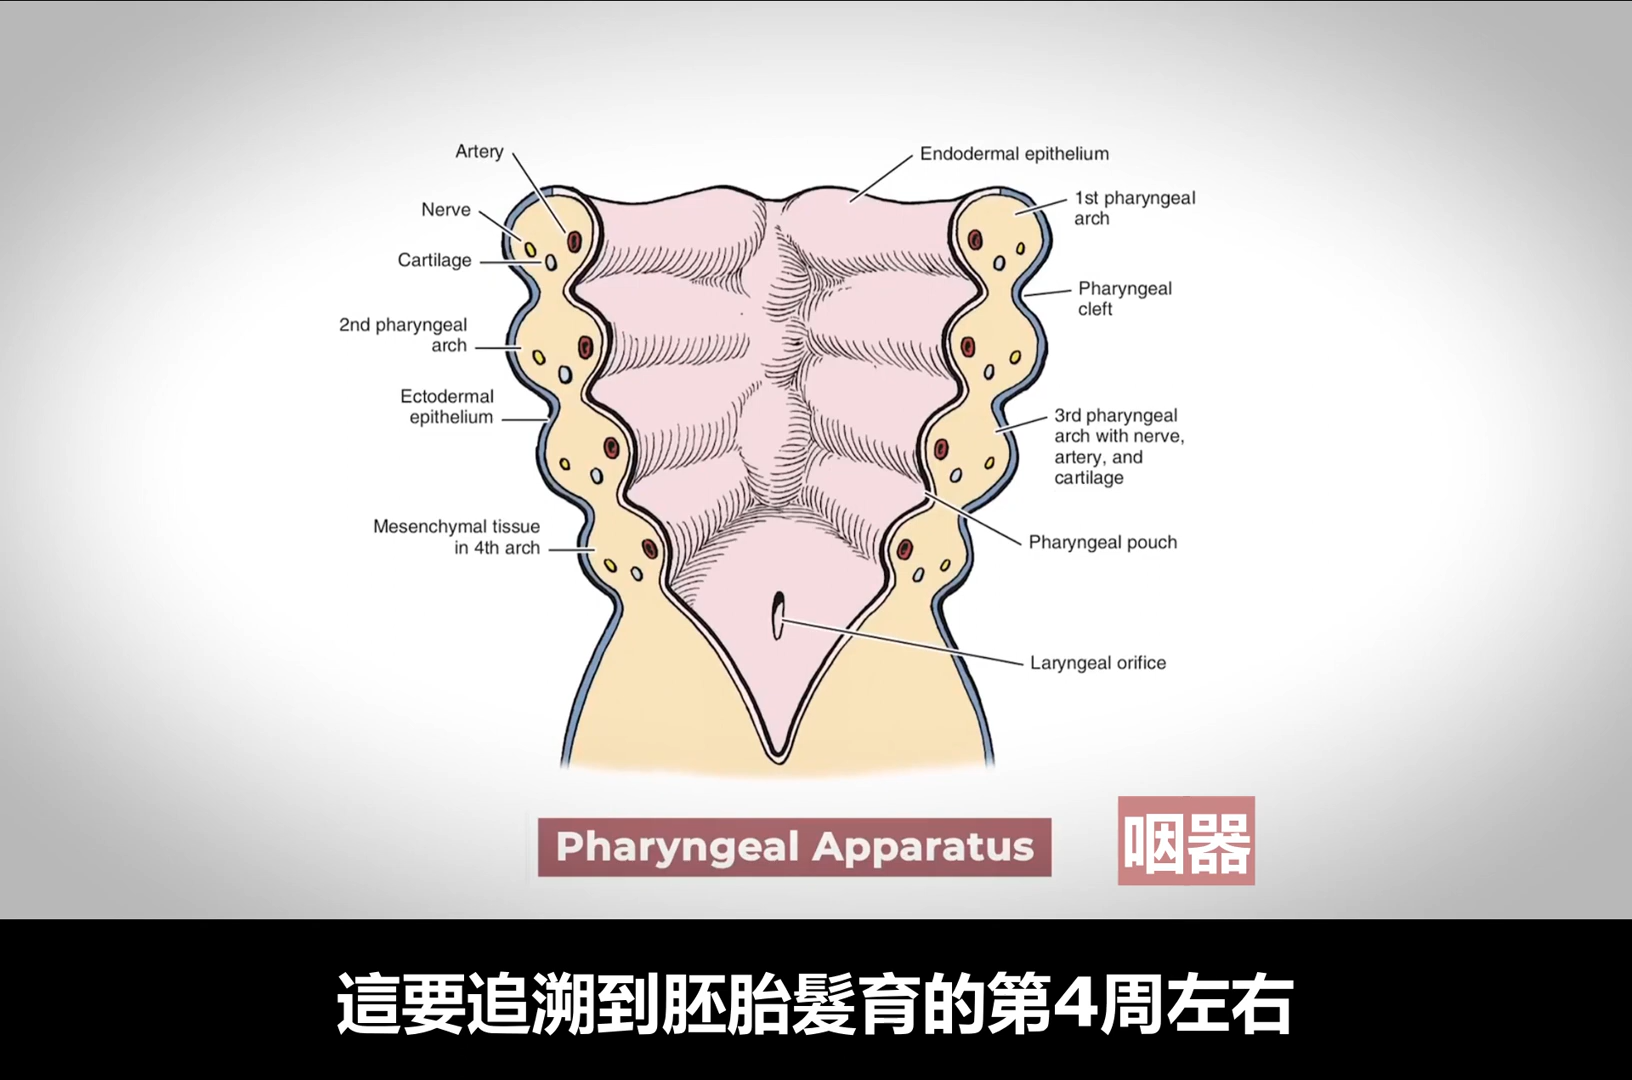 Artery
Endodermal epithelium
1st pharyngeal
arch
Nerve
Cartilage
Pharyngeal
cleft
2nd pharyngeal
arch
Ectodermal
epithelium
3rd pharyngeal
arch with nerve,
artery, and
cartilage
Mesenchymal tissue
in 4th arch
Pharyngeal pouch
Laryngeal orifice
Pharyngeal Apparatus
咽器
這要追溯到胚胎髮育的第4周左右